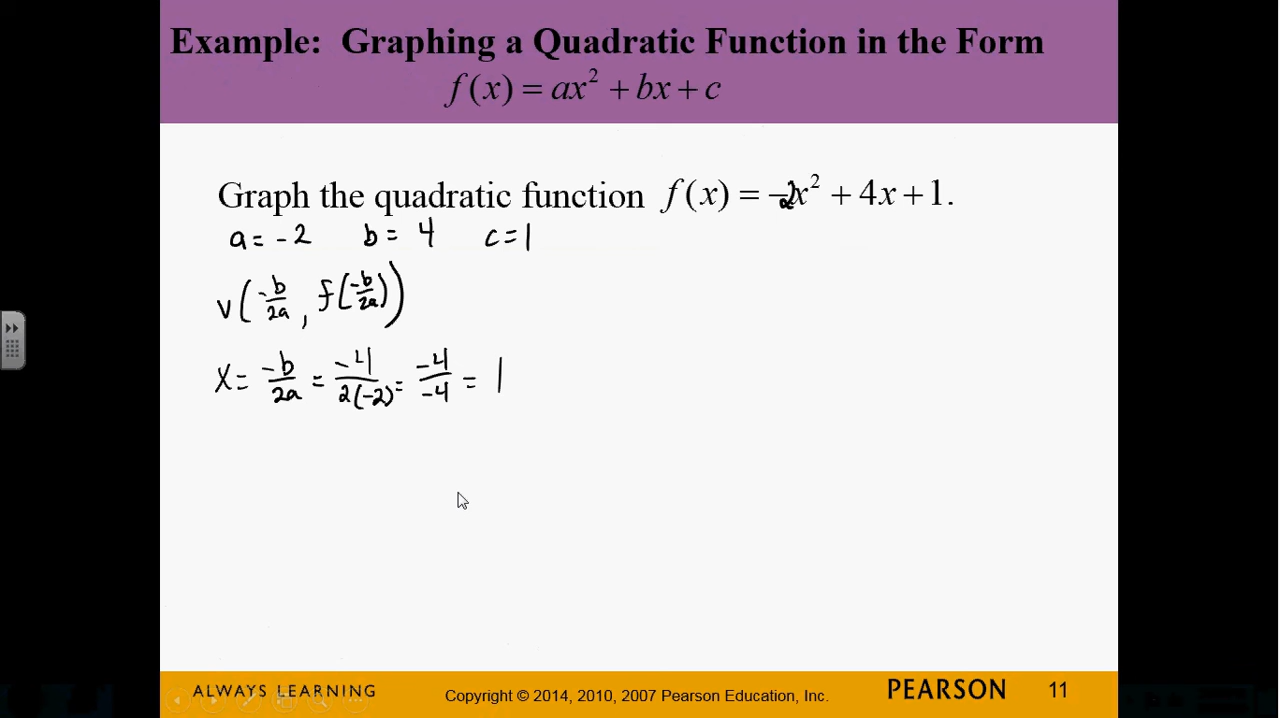 Example: Graphing a Quadratic Function in the Form
f(x) = ax² + bx + c
Graph the quadratic function f(x) = -2x² + 4x + 1.
a = -2 b = 4 c = 1
v(-b/2a, f(-b/2a))
x = -b/2a = -4/2(-2) = -4/-4 = 1
ALWAYS LEARNING Copyright © 2014, 2010, 2007 Pearson Education, Inc. PEARSON 11